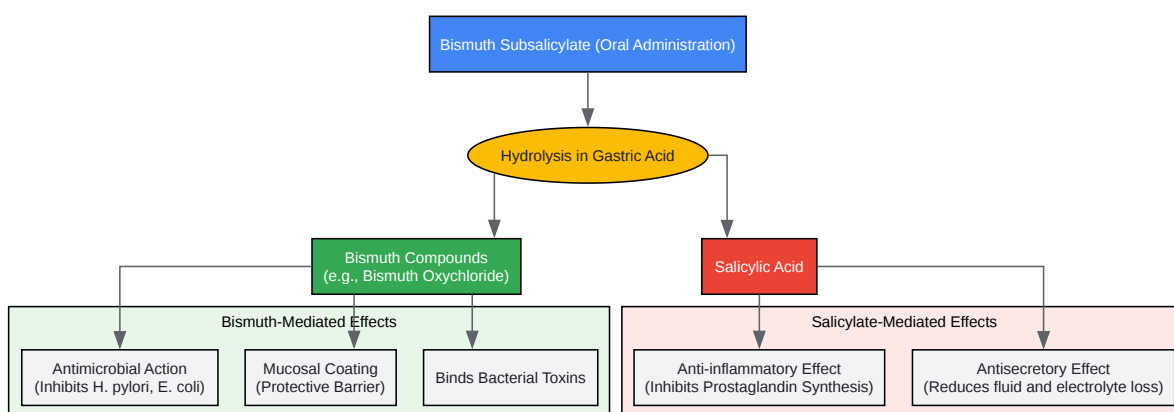 Bismuth Subsalicylate (Oral Administration)
Hydrolysis in Gastric Acid
Bismuth Compounds
(e.g., Bismuth Oxychloride)
Salicylic Acid
Bismuth-Mediated Effects
Antimicrobial Action
(Inhibits H. pylori, E. coli)
Mucosal Coating
(Protective Barrier)
Binds Bacterial Toxins
Salicylate-Mediated Effects
Anti-inflammatory Effect
(Inhibits Prostaglandin Synthesis)
Antisecretory Effect
(Reduces fluid and electrolyte loss)